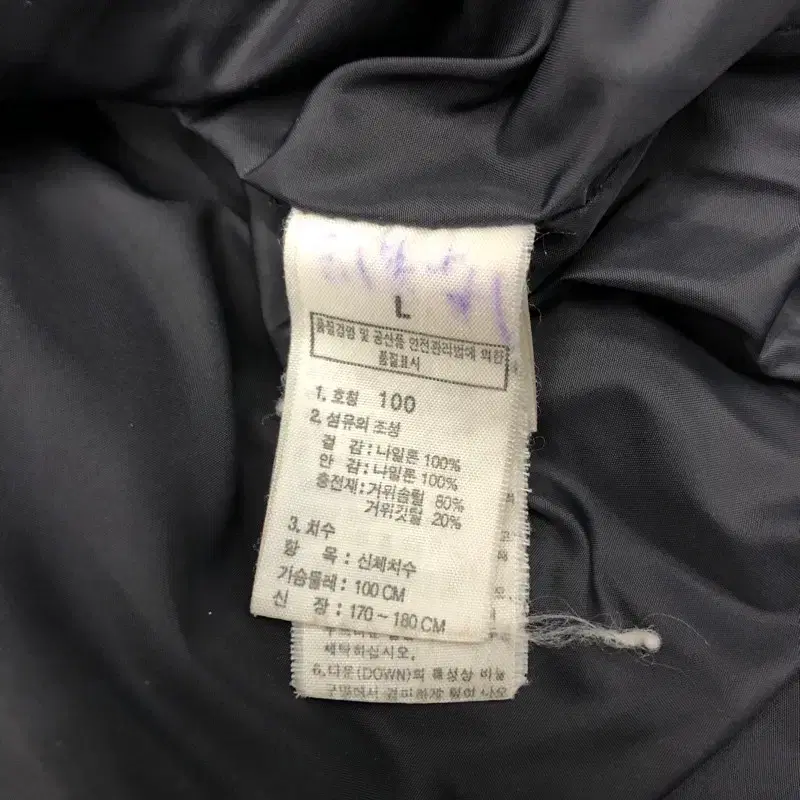 L
품질경영 및 공산품 안전관리법에 의한
품질표시
1. 호칭 100
2. 섬유의 조성
겉 감 : 나일론 100%
안 감 : 나일론 100%
충전재 : 거위솜털 80%
거위깃털 20%
3. 치수
항 목 : 신체치수
가슴둘레 : 100 CM
신 장 : 170 ~ 180 CM
세탁하십시오.
6. 다운(DOWN)의 특성상 바늘